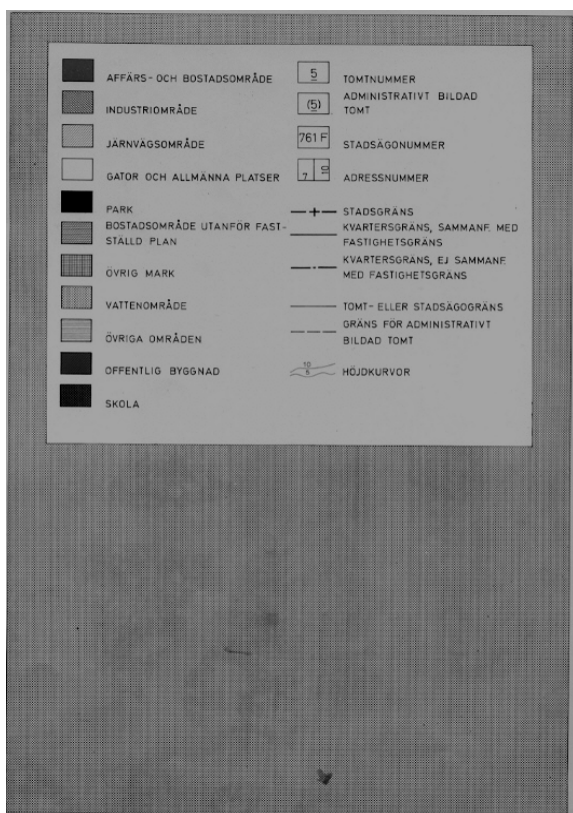 AFFÄRS- OCH BOSTADSOMRÅDE
INDUSTRIOMRÅDE
JÄRNVÄGSOMRÅDE
GATOR OCH ALLMÄNNA PLATSER
PARK
BOSTADSOMRÅDE UTANFÖR FAST-
STÄLLD PLAN
ÖVRIG MARK
VATTENOMRÅDE
ÖVRIGA OMRÅDEN
OFFENTLIG BYGGNAD
SKOLA
5 TOMTNUMMER
(5) ADMINISTRATIVT BILDAD
TOMT
761 F STADSÄGONUMMER
7 10 ADRESSNUMMER
STADSGRÄNS
KVARTERSGRÄNS, SAMMANF. MED
FASTIGHETSGRÄNS
KVARTERSGRÄNS, EJ SAMMANF.
MED FASTIGHETSGRÄNS
TOMT- ELLER STADSÄGOGRÄNS
GRÄNS FÖR ADMINISTRATIVT
BILDAD TOMT
10
5 HÖJDKURVOR